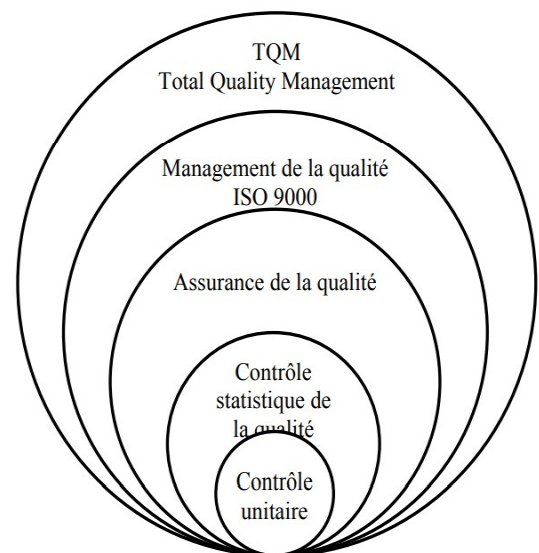 TQM
Total Quality Management
Management de la qualité
ISO 9000
Assurance de la qualité
Contrôle
statistique de
la qualité
Contrôle
unitaire